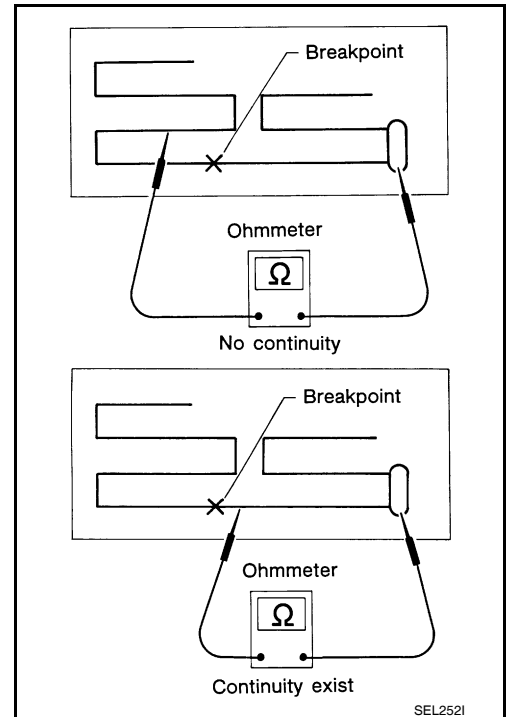 Breakpoint
Ohmmeter
Ω
No continuity
Breakpoint
Ohmmeter
Ω
Continuity exist
SEL252I